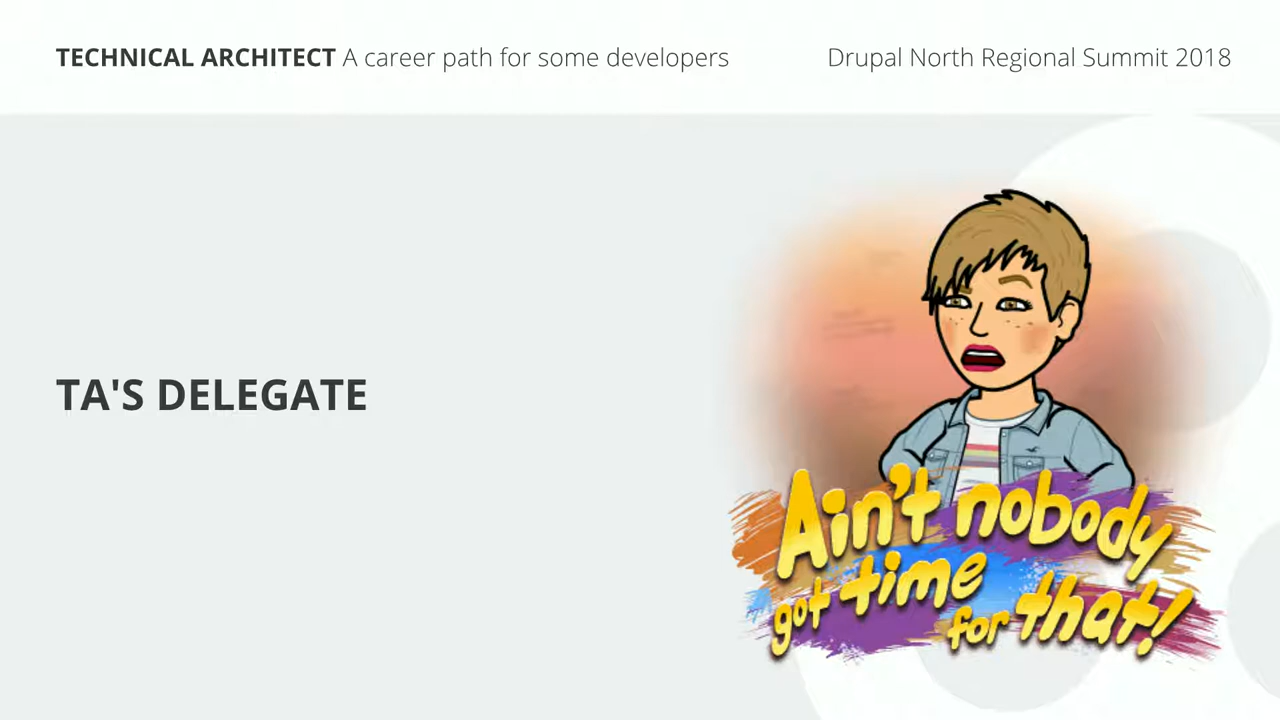 TECHNICAL ARCHITECT A career path for some developers
Drupal North Regional Summit 2018
TA'S DELEGATE
Ain't nobody
got time
for that!